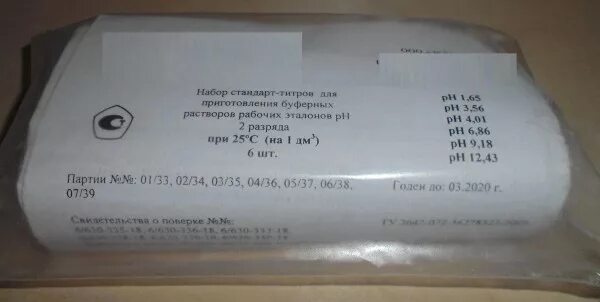 Набор стандарт-титров для
приготовления буферных
растворов рабочих эталонов pH
2 разряда
при 25°С (на 1 дм³)
6 шт.
pH 1,65
pH 3,56
pH 4,01
pH 6,86
pH 9,18
pH 12,43
Партии №№: 01/33, 02/34, 03/35, 04/36, 05/37, 06/38,
07/39
Годен до: 03.2020 г.
Свидетельства о поверке №№: